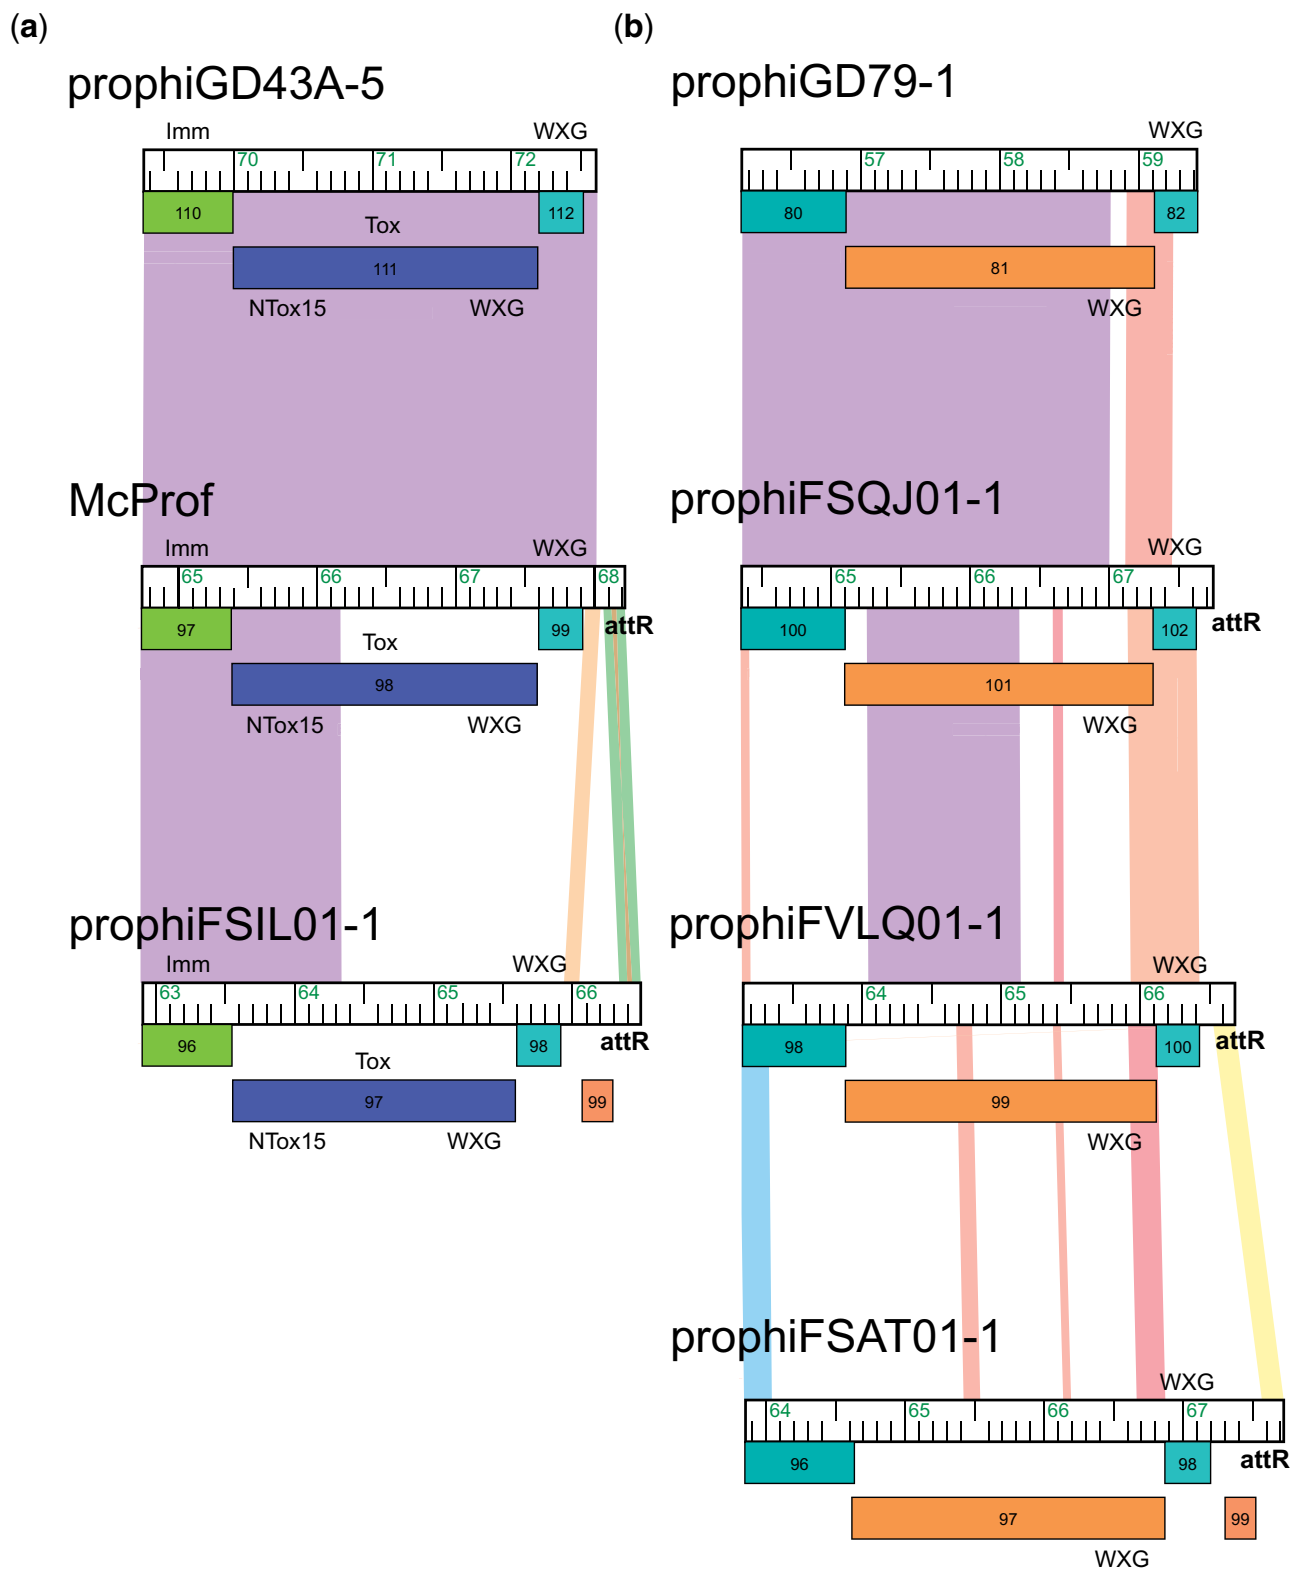 (a)
prophiGD43A-5
Imm WXG
70 71 72
110 112
Tox
111
NTox15 WXG
McProf
Imm WXG
65 66 67 68
97 99 attR
Tox
98
NTox15 WXG
prophiFSIL01-1
Imm WXG
63 64 65 66
96 98 attR
Tox
97 99
NTox15 WXG
(b)
prophiGD79-1
WXG
57 58 59
80 82
81
WXG
prophiFSQJ01-1
WXG
65 66 67
100 102 attR
101
WXG
prophiFVLQ01-1
WXG
64 65 66
98 100 attR
99
WXG
prophiFSAT01-1
WXG
64 65 66 67
96 98 attR
97 99
WXG